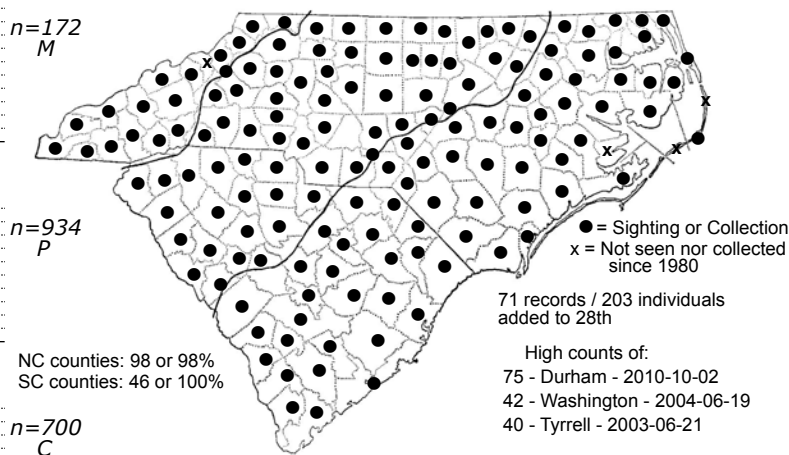 n=172
M
n=934
P
n=700
C
x
x
x
x
● = Sighting or Collection
x = Not seen nor collected
since 1980
71 records / 203 individuals
added to 28th
NC counties: 98 or 98%
SC counties: 46 or 100%
High counts of:
75 - Durham - 2010-10-02
42 - Washington - 2004-06-19
40 - Tyrrell - 2003-06-21